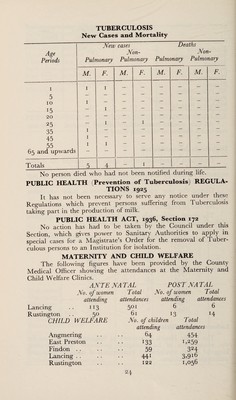 TUBERCULOSIS
New Cases and Mortality
New cases Deaths
Age Non- Non-
Periods Pulmonary Pulmonary Pulmonary Pulmonary
M. F. M. F. M. F. M. F.
1 1 1 – – – – – –
5 – – – – – – – –
10 1 – – – – – – –
15 – 1 – – – – – –
20 – – – – – – – –
25 – 1 – 1 – – – –
35 1 – – – – – – –
45 1 – – – – – – –
55 1 1 – – – – – –
65 and upwards – – – – – – – –
Totals 5 4 – 1 – – – –
No person died who had not been notified during life.
PUBLIC HEALTH (Prevention of Tuberculosis) REGULA-
TIONS 1925
It has not been necessary to serve any notice under these
Regulations which prevent persons suffering from Tuberculosis
taking part in the production of milk.
PUBLIC HEALTH ACT, 1936, Section 172
No action has had to be taken by the Council under this
Section, which gives power to Sanitary Authorities to apply in
special cases for a Magistrate's Order for the removal of Tuber-
culous persons to an Institution for isolation.
MATERNITY AND CHILD WELFARE
The following figures have been provided by the County
Medical Officer showing the attendances at the Maternity and
Child Welfare Clinics.
ANTE NATAL POST NATAL
No. of women Total No. of women Total
attending attendances attending attendances
Lancing .. 113 501 6 6
Rustington .. 50 61 13 14
CHILD WELFARE No. of children Total
attending attendances
Angmering .. .. 64 454
East Preston .. .. 133 1,259
Findon .. .. .. 59 324
Lancing .. .. .. 441 3,916
Rustington .. .. 122 1,056
24